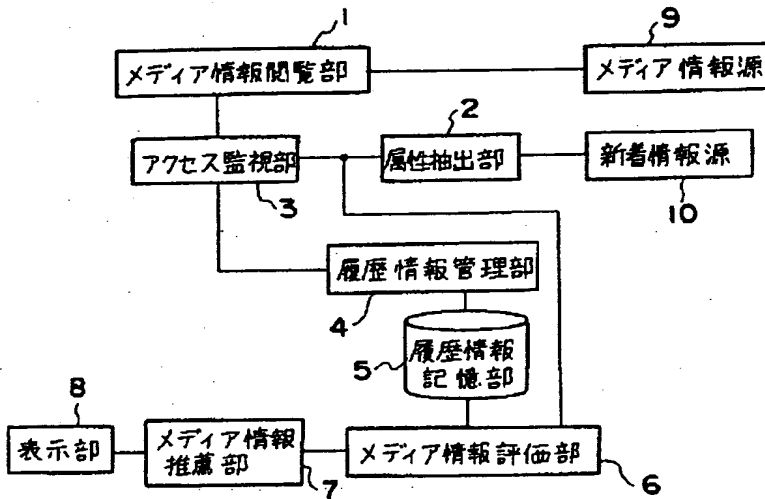 1
メディア情報閲覧部
9
メディア情報源
アクセス監視部
3
2
属性抽出部
新着情報源
10
履歴情報管理部
4
5
履歴情報
記憶部
8
表示部
メディア情報
推薦部
7
メディア情報評価部
6